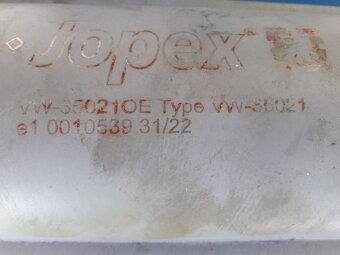 Jopex
VW-35021OE Type VW-35021
e1 0010539 31/22